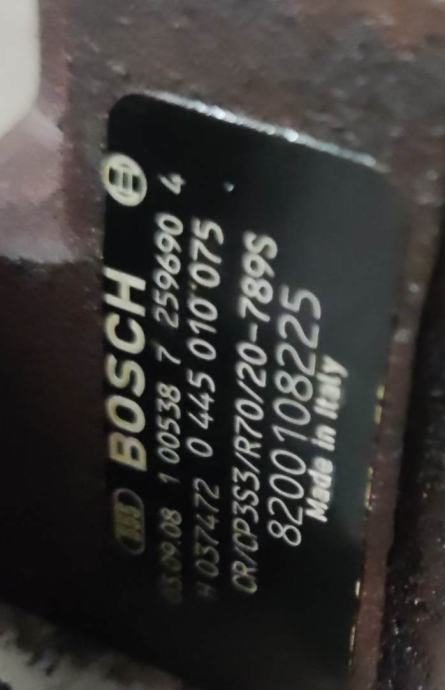 BOSCH
03.09.08 1 00538 7 259690 4
H 037472 0 445 010 075
CR/CP3S3/R70/20-789S
8200108225
Made in Italy